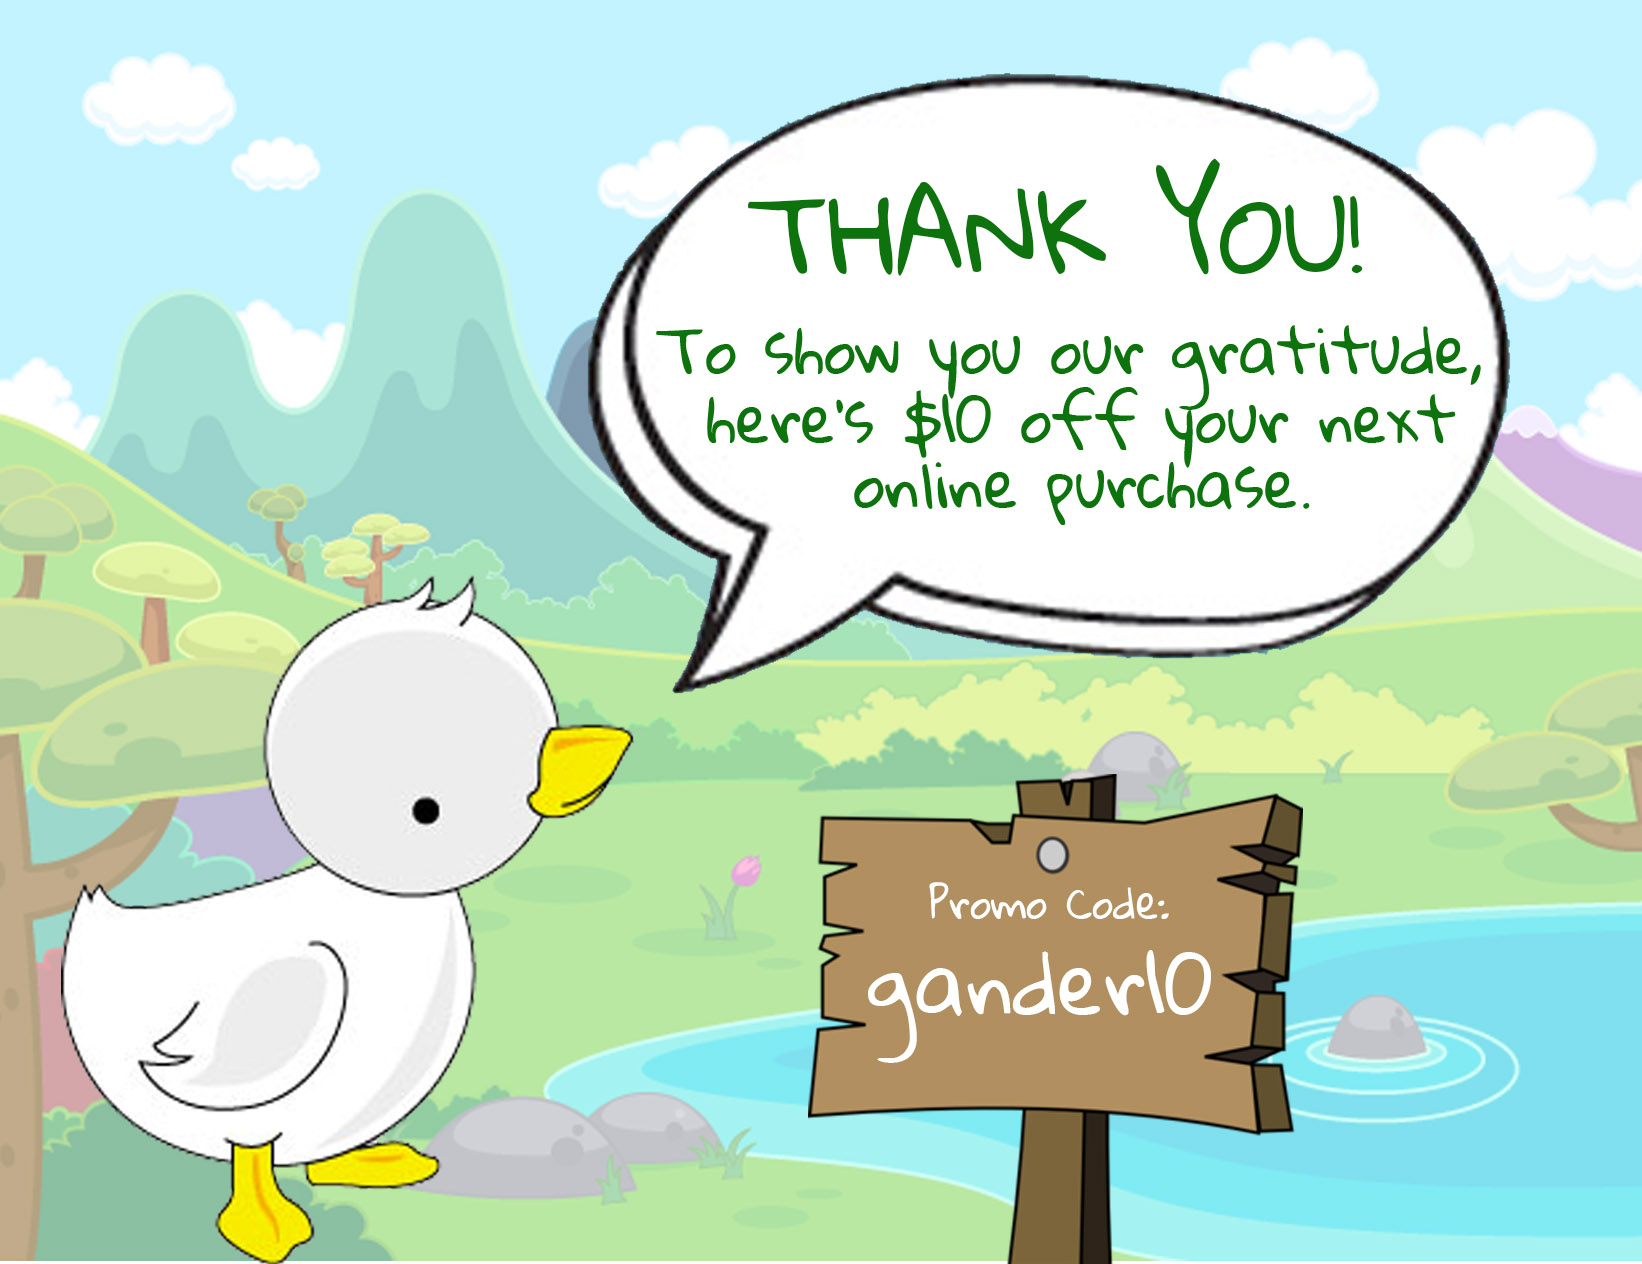 THANK YOU!
To show you our gratitude,
here's $10 off your next
online purchase.
Promo Code:
gander10